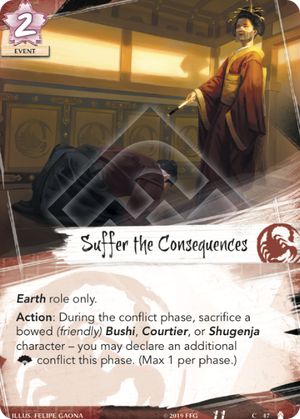 2
EVENT
Suffer the Consequences
Earth role only.
Action: During the conflict phase, sacrifice a
bowed (friendly) Bushi, Courtier, or Shugenja
character – you may declare an additional
conflict this phase. (Max 1 per phase.)
ILLUS. FELIPE GAONA © 2019 FFG C 47